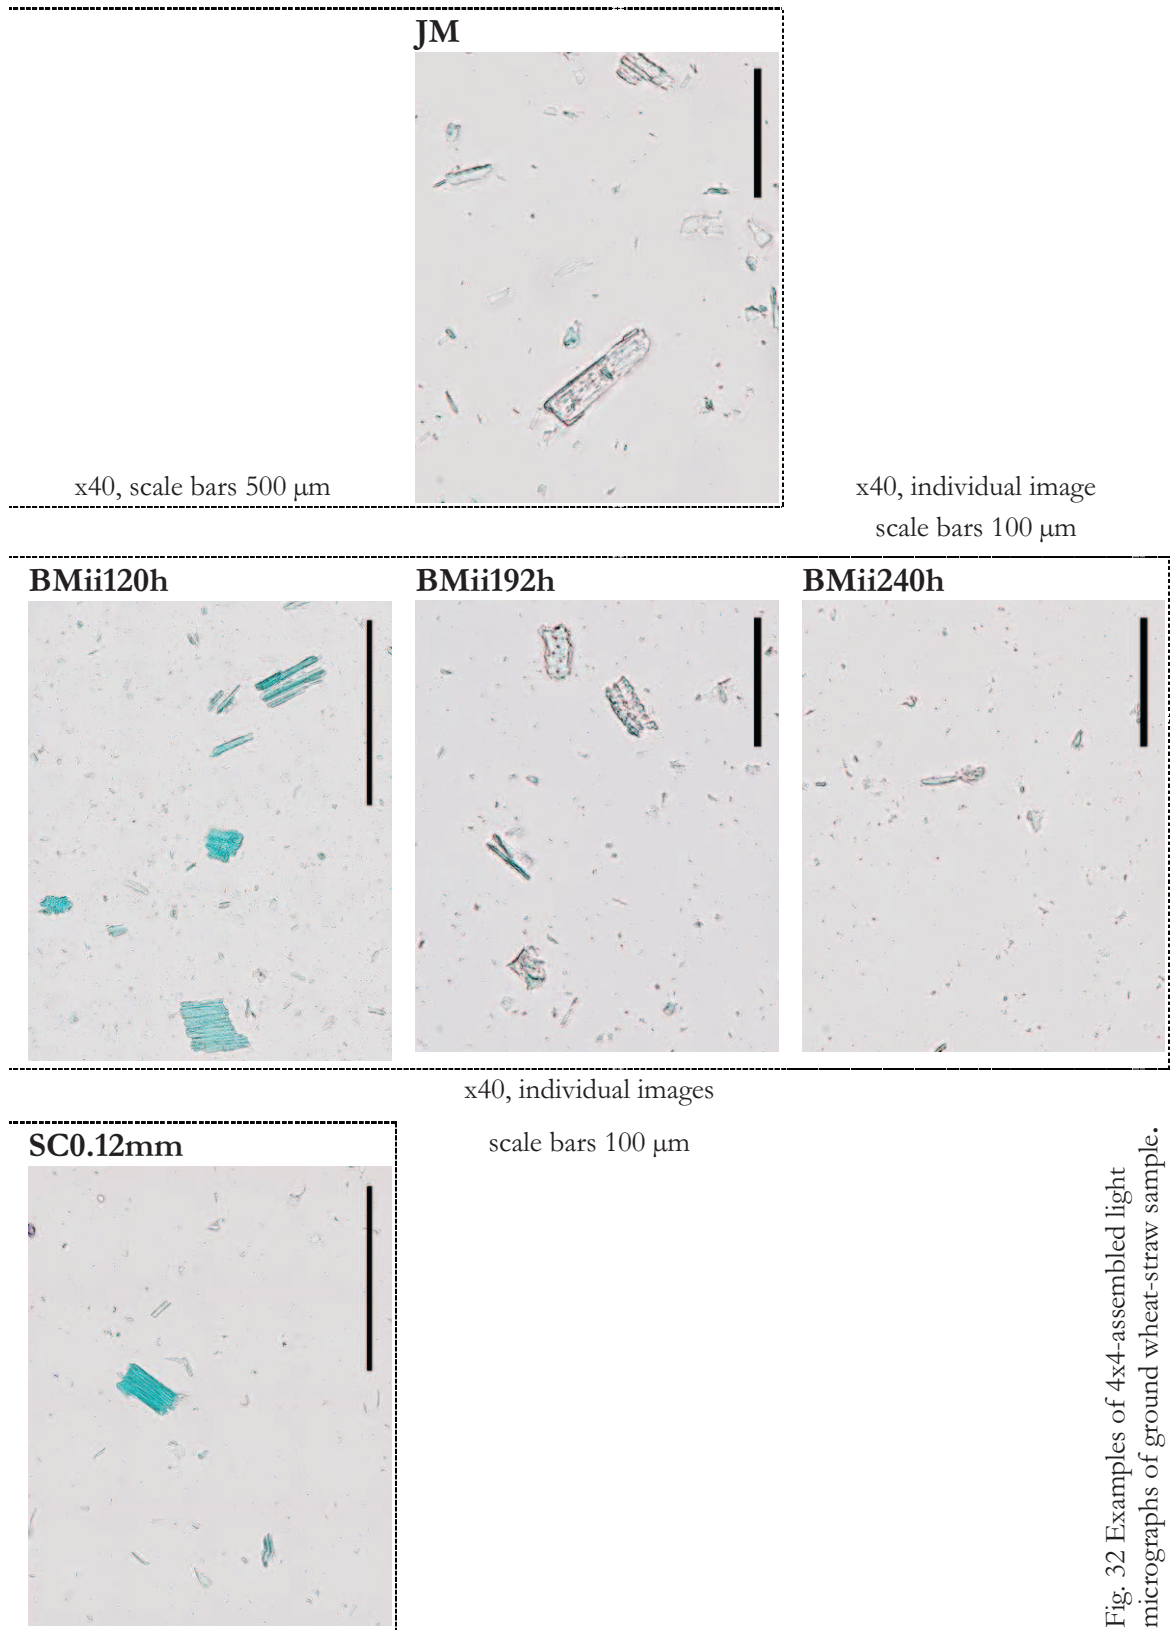 JM
x40, scale bars 500 µm
x40, individual image
scale bars 100 µm
BMii120h
BMii192h
BMii240h
x40, individual images
scale bars 100 µm
SC0.12mm
Fig. 32 Examples of 4x4-assembled light
micrographs of ground wheat-straw sample.